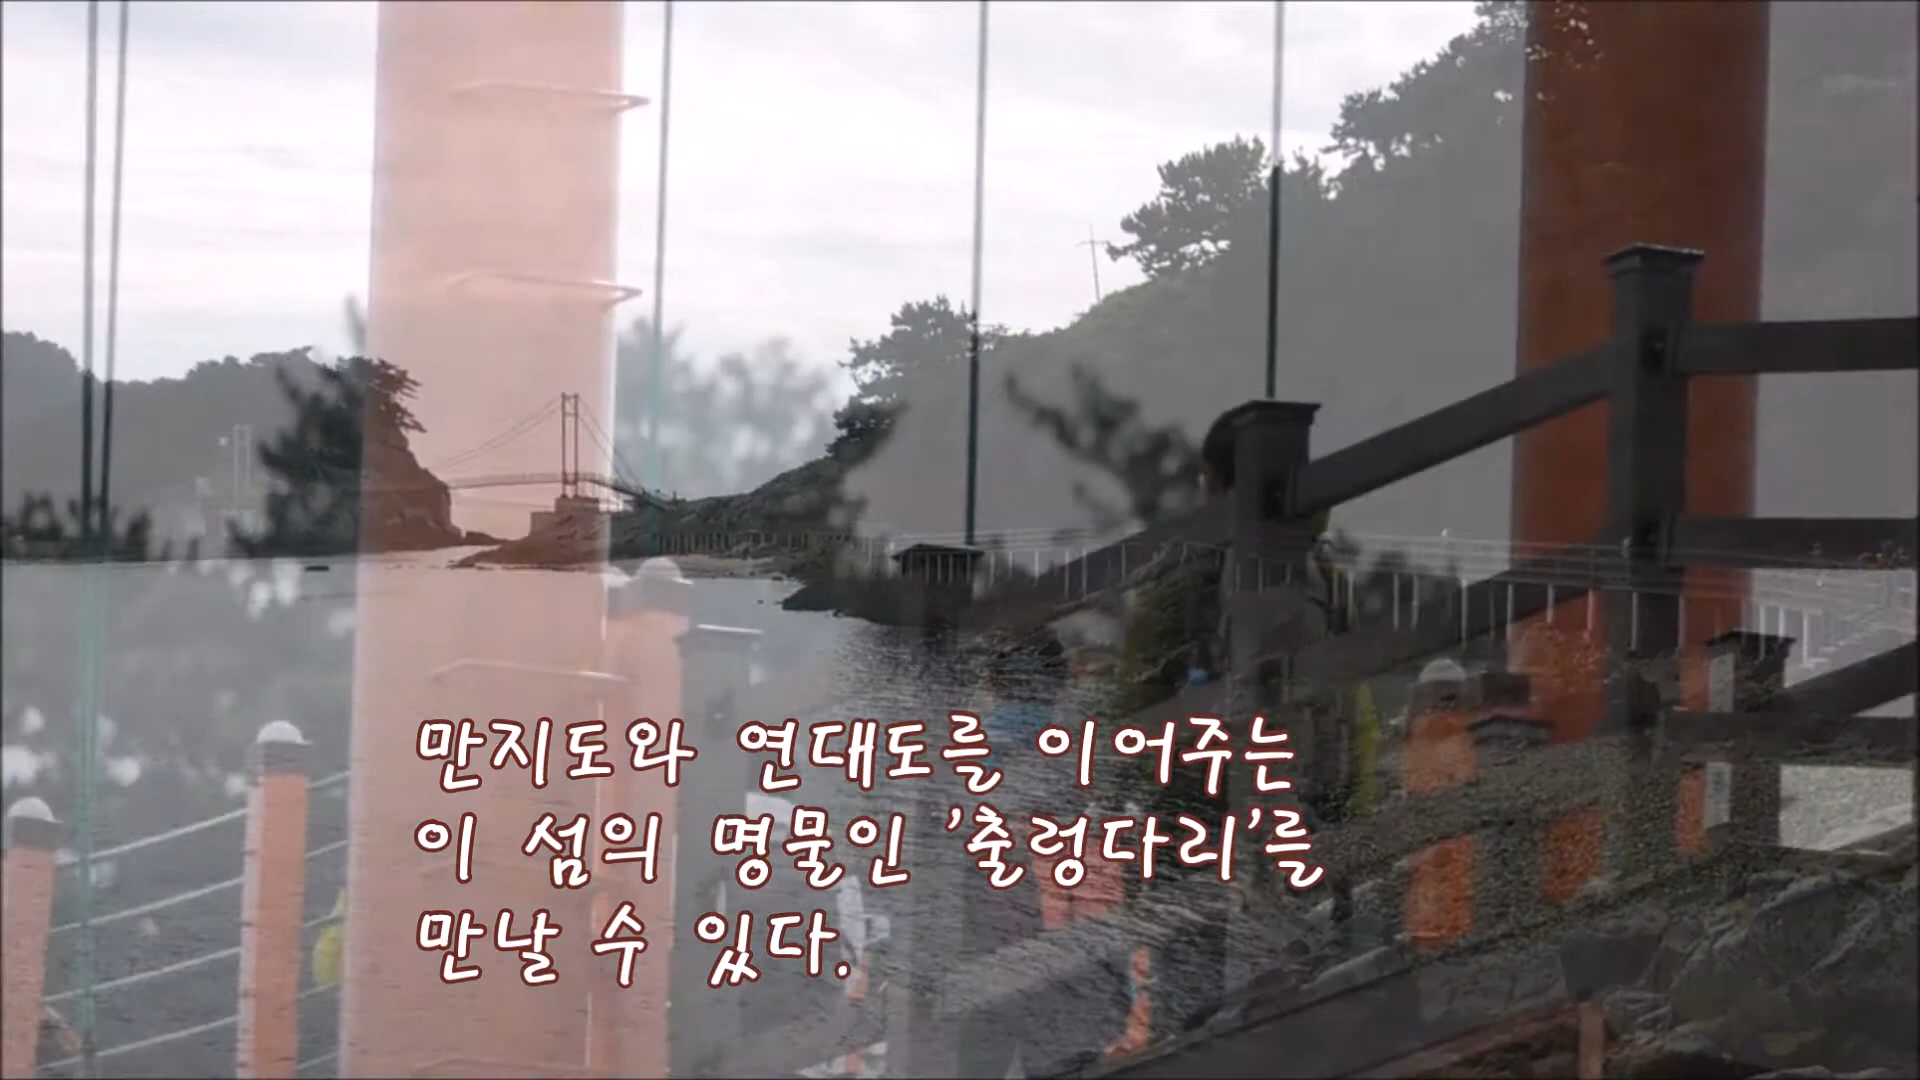 만지도와 연대도를 이어주는
이 섬의 명물인 '출렁다리'를
만날 수 있다.